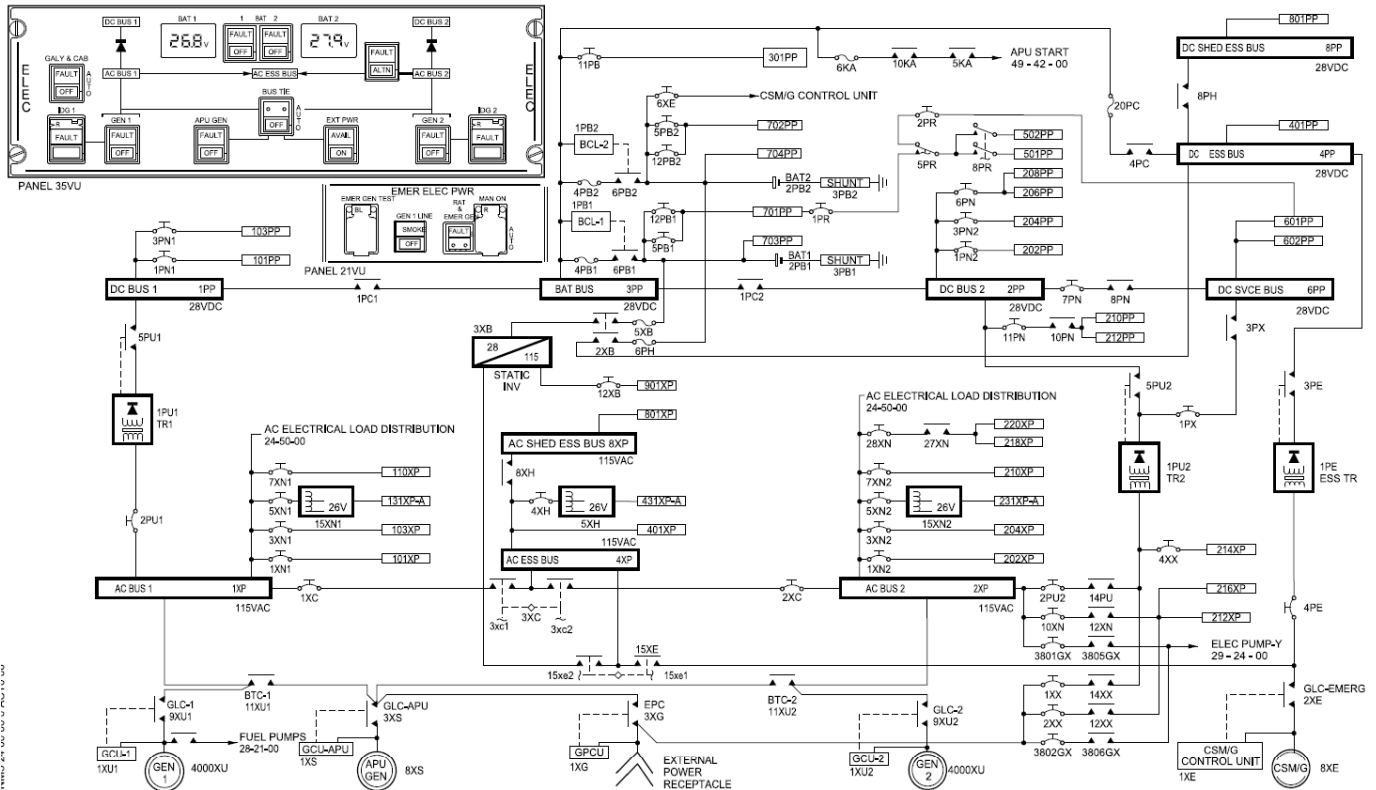 DC BUS 1
BAT 1
1 BAT 2
BAT 2
DC BUS 2
26.8 V
FAULT
OFF
FAULT
OFF
27.9 V
GALY & CAB
FAULT
OFF
AUTO
FAULT
ALTN
ELEC
AC BUS 1
AC ESS BUS
AC BUS 2
ELEC
BUS TIE
OFF
AUTO
IDG 1
R
FAULT
GEN 1
FAULT
OFF
APU GEN
FAULT
OFF
EXT PWR
AVAIL
ON
GEN 2
FAULT
OFF
IDG 2
R
FAULT
PANEL 35VU
EMER ELEC PWR
EMER GEN TEST
BL
GEN 1 LINE
SMOKE
OFF
RAT
&
EMER GEN
FAULT
MAN ON
R
AUTO
PANEL 21VU
11PB
301PP
6KA
10KA
5KA
APU START
49 - 42 - 00
801PP
DC SHED ESS BUS 8PP
28VDC
8PH
20PC
401PP
4PC
DC ESS BUS 4PP
28VDC
6XE
CSM/G CONTROL UNIT
1PB2
BCL-2
5PB2
702PP
12PB2
704PP
4PB2
6PB2
BAT2
2PB2
SHUNT
3PB2
1PB1
BCL-1
12PB1
701PP
1PR
5PB1
703PP
4PB1
6PB1
BAT1
2PB1
SHUNT
3PB1
2PR
5PR
8PR
502PP
501PP
208PP
6PN
206PP
3PN2
204PP
1PN2
202PP
601PP
602PP
3PN1
103PP
1PN1
101PP
DC BUS 1 1PP
28VDC
1PC1
BAT BUS 3PP
28VDC
1PC2
DC BUS 2 2PP
28VDC
7PN
8PN
DC SVCE BUS 6PP
28VDC
11PN
10PN
210PP
212PP
3PX
5PU1
3XB
28
115
STATIC
INV
5XB
2XB
6PH
12XB
901XP
5PU2
1PX
3PE
1PU1
TR1
1PU2
TR2
1PE
ESS TR
2PU1
AC ELECTRICAL LOAD DISTRIBUTION
24-50-00
7XN1
110XP
5XN1
26V
131XP-A
15XN1
3XN1
103XP
1XN1
101XP
801XP
AC SHED ESS BUS 8XP
115VAC
8XH
4XH
26V
431XP-A
5XH
401XP
115VAC
AC ESS BUS 4XP
AC ELECTRICAL LOAD DISTRIBUTION
24-50-00
28XN
27XN
220XP
218XP
7XN2
210XP
5XN2
26V
231XP-A
15XN2
3XN2
204XP
1XN2
202XP
4XX
214XP
216XP
212XP
4PE
AC BUS 1 1XP
115VAC
1XC
3xc1
3XC
3xc2
2XC
AC BUS 2 2XP
115VAC
2PU2
14PU
10XN
12XN
3801GX
3805GX
ELEC PUMP-Y
29 - 24 - 00
15xe2
15XE
15xe1
1XX
14XX
2XX
12XX
3802GX
3806GX
GLC-1
9XU1
BTC-1
11XU1
GLC-APU
3XS
EPC
3XG
BTC-2
11XU2
GLC-2
9XU2
GLC-EMERG
2XE
GCU-1
1XU1
FUEL PUMPS
28-21-00
GEN
1
4000XU
GCU-APU
1XS
APU
GEN
8XS
GPCU
1XG
EXTERNAL
POWER
RECEPTACLE
GCU-2
1XU2
GEN
2
4000XU
CSM/G
CONTROL UNIT
1XE
CSM/G
8XE